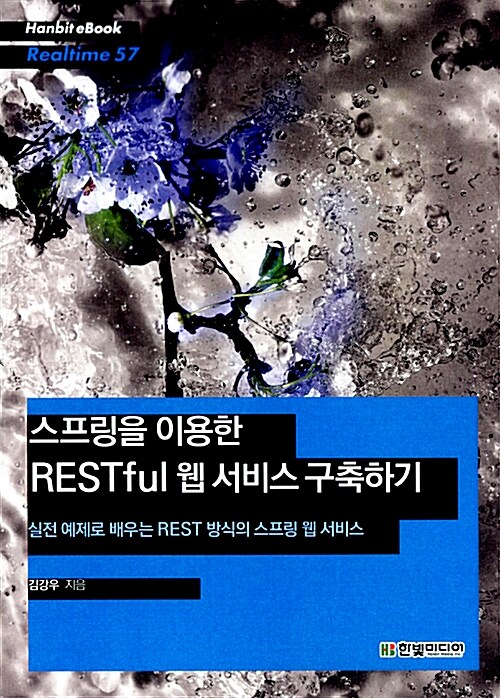 Hanbit eBook
Realtime 57
스프링을 이용한
RESTful 웹 서비스 구축하기
실전 예제로 배우는 REST 방식의 스프링 웹 서비스
김강우 지음
HB 한빛미디어